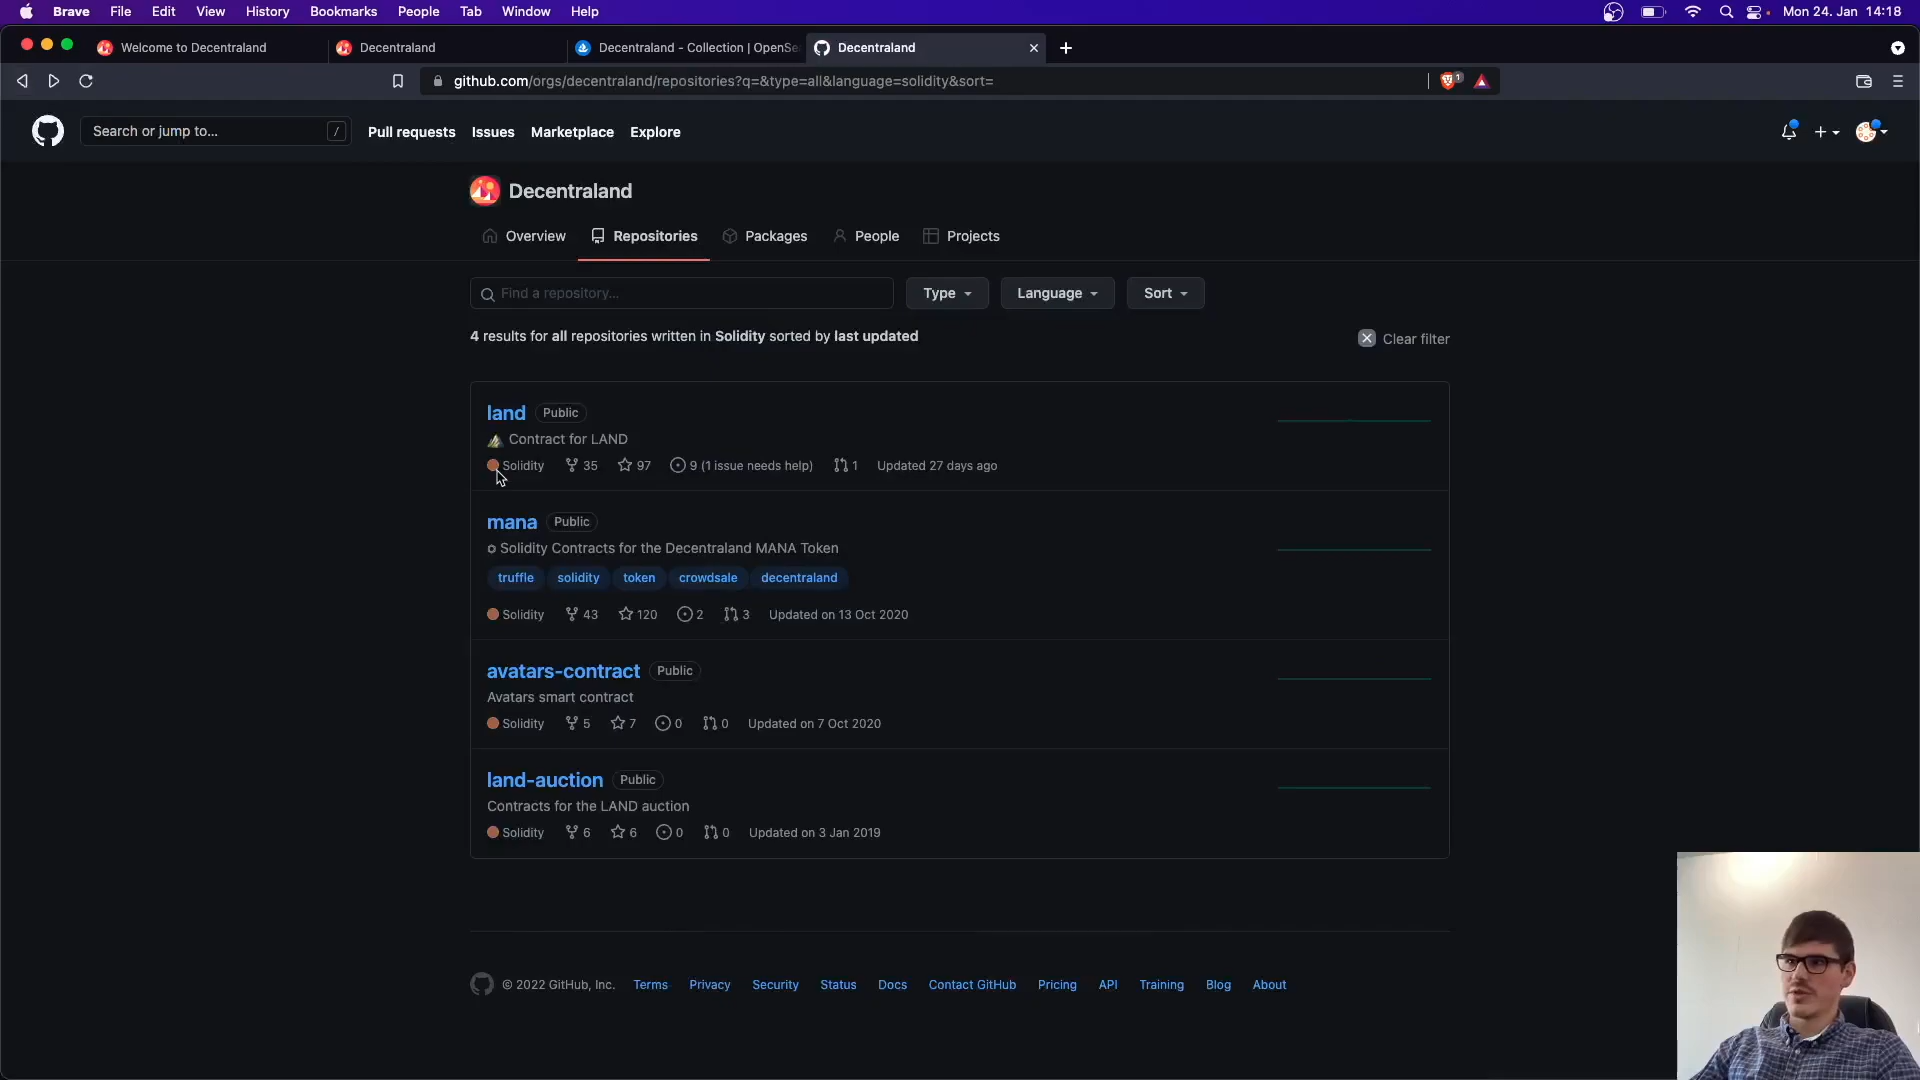 Brave File Edit View History Bookmarks People Tab Window Help Mon 24. Jan 14:18
Welcome to Decentraland Decentraland Decentraland - Collection | OpenSe Decentraland
github.com/orgs/decentraland/repositories?q=&type=all&language=solidity&sort= 1
Search or jump to... / Pull requests Issues Marketplace Explore
Decentraland
Overview Repositories Packages People Projects
Find a repository... Type Language Sort
4 results for all repositories written in Solidity sorted by last updated Clear filter
land Public
Contract for LAND
Solidity 35 97 9 (1 issue needs help) 1 Updated 27 days ago
mana Public
Solidity Contracts for the Decentraland MANA Token
truffle solidity token crowdsale decentraland
Solidity 43 120 2 3 Updated on 13 Oct 2020
avatars-contract Public
Avatars smart contract
Solidity 5 7 0 0 Updated on 7 Oct 2020
land-auction Public
Contracts for the LAND auction
Solidity 6 6 0 0 Updated on 3 Jan 2019
© 2022 GitHub, Inc. Terms Privacy Security Status Docs Contact GitHub Pricing API Training Blog About